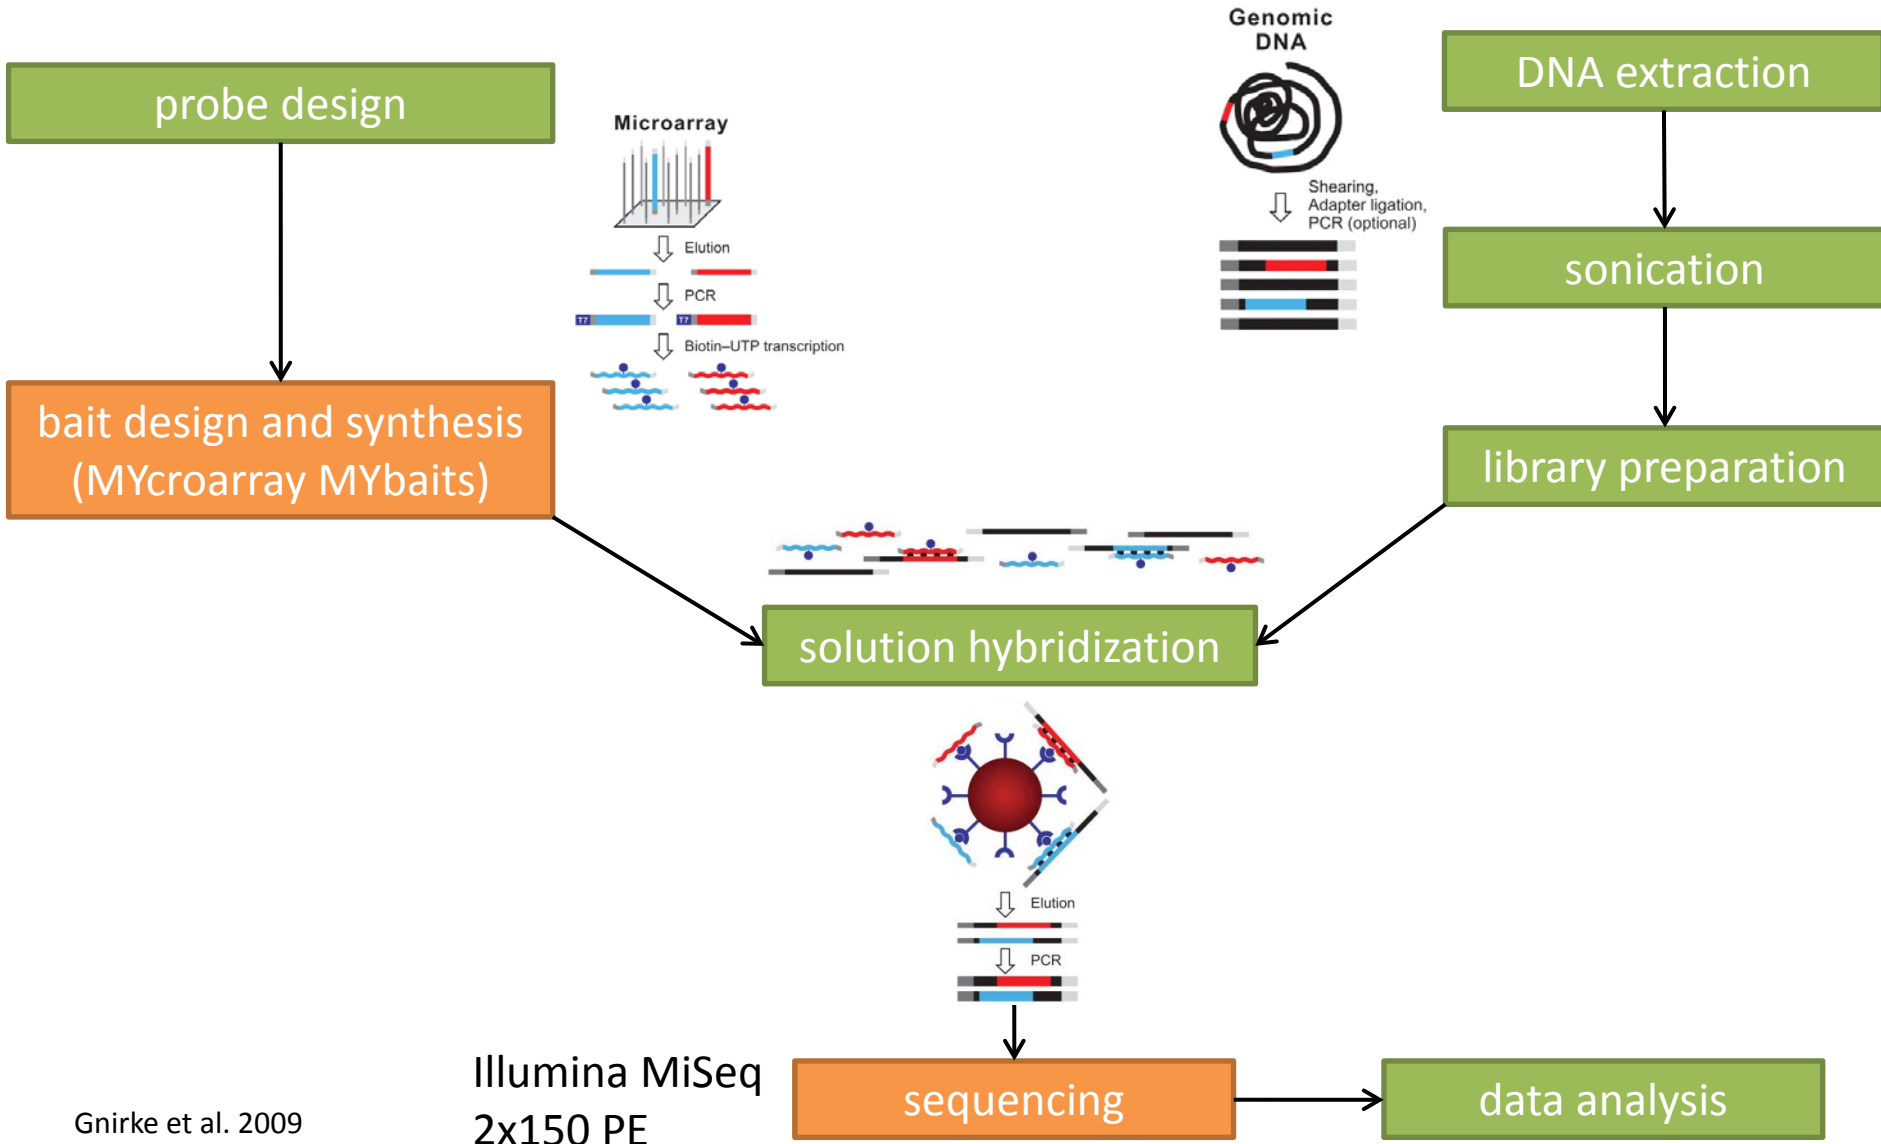 probe design
bait design and synthesis
(MYcroarray MYbaits)
Microarray
Elution
PCR
T7
T7
Biotin–UTP transcription
Genomic
DNA
Shearing,
Adapter ligation,
PCR (optional)
DNA extraction
sonication
library preparation
solution hybridization
Elution
PCR
Illumina MiSeq
2x150 PE
sequencing
data analysis
Gnirke et al. 2009